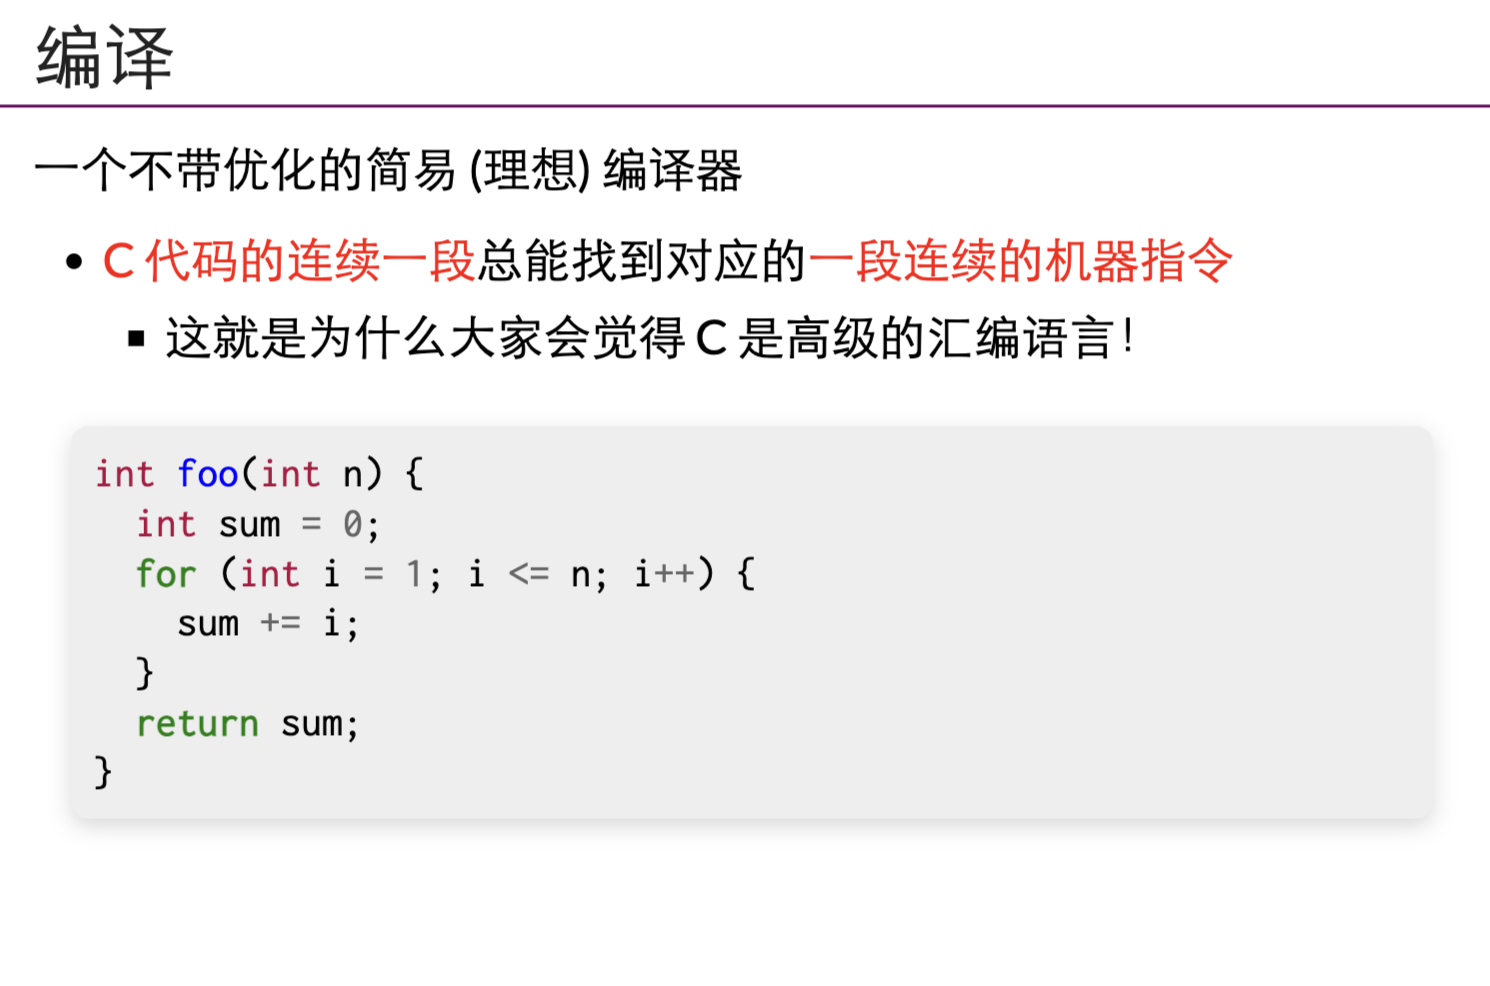 编译
一个不带优化的简易 (理想) 编译器
• C 代码的连续一段总能找到对应的一段连续的机器指令
▪ 这就是为什么大家会觉得 C 是高级的汇编语言！
int foo(int n) {
  int sum = 0;
  for (int i = 1; i <= n; i++) {
    sum += i;
  }
  return sum;
}